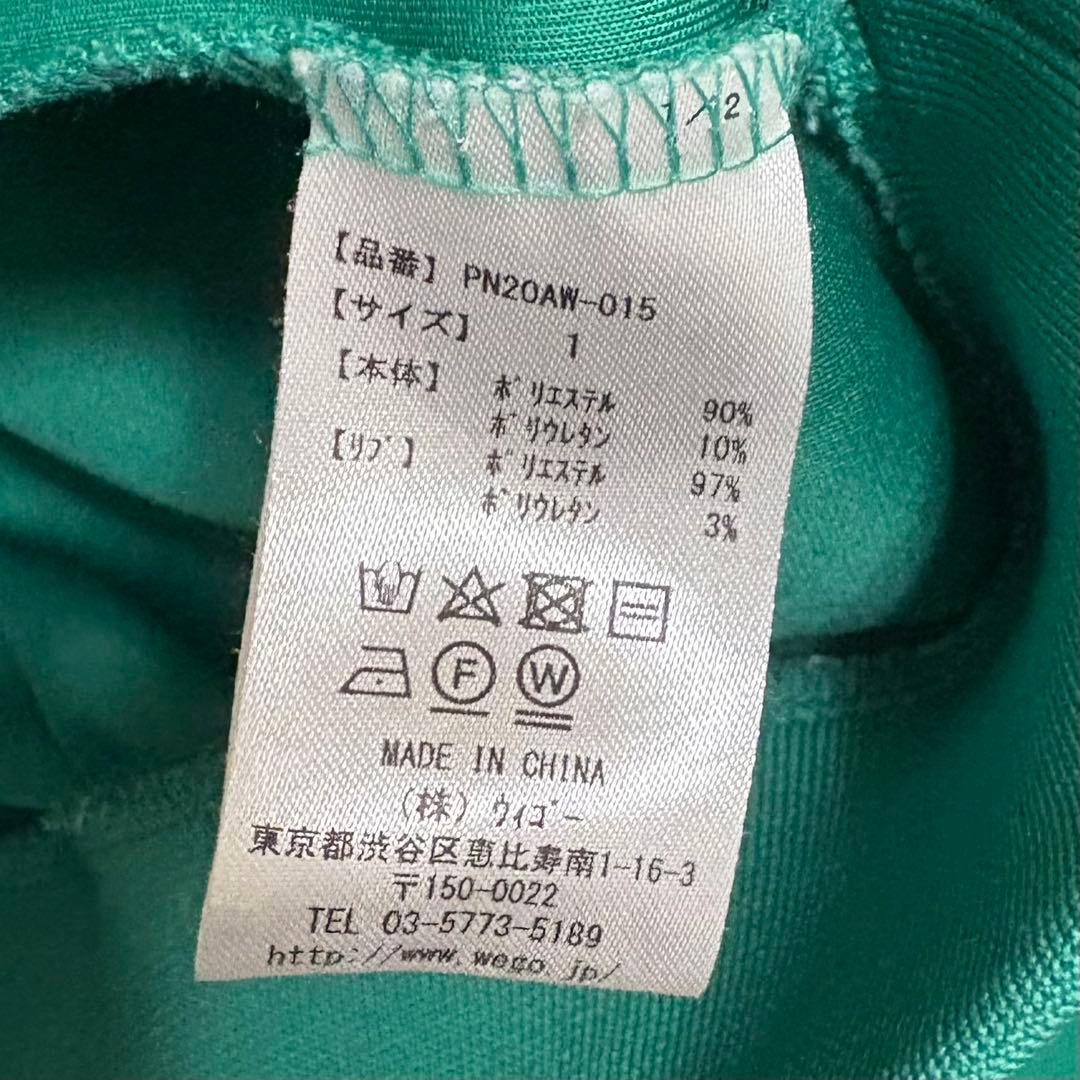 1/2
【品番】 PN20AW-015
【サイズ】 1
【本体】 ポリエステル 90%
ポリウレタン 10%
【リブ】 ポリエステル 97%
ポリウレタン 3%
F W
MADE IN CHINA
(株) ウィゴー
東京都渋谷区恵比寿南1-16-3
〒150-0022
TEL 03-5773-5189
http://www.wego.jp/